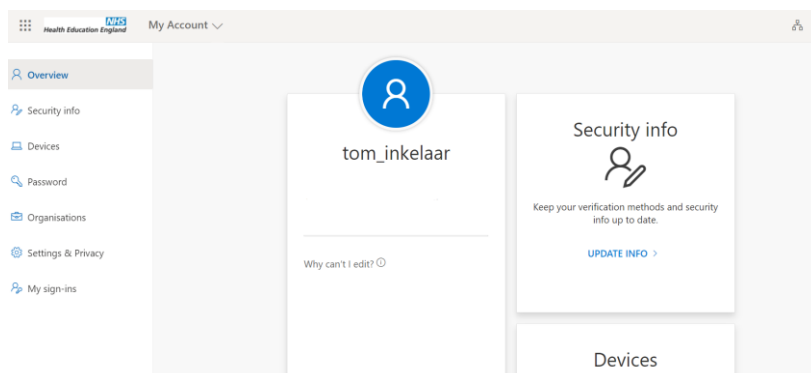 NHS
Health Education England
My Account
Overview
Security info
Devices
Password
Organisations
Settings & Privacy
My sign-ins
tom_inkelaar
Why can't I edit?
Security info
Keep your verification methods and security
info up to date.
UPDATE INFO >
Devices